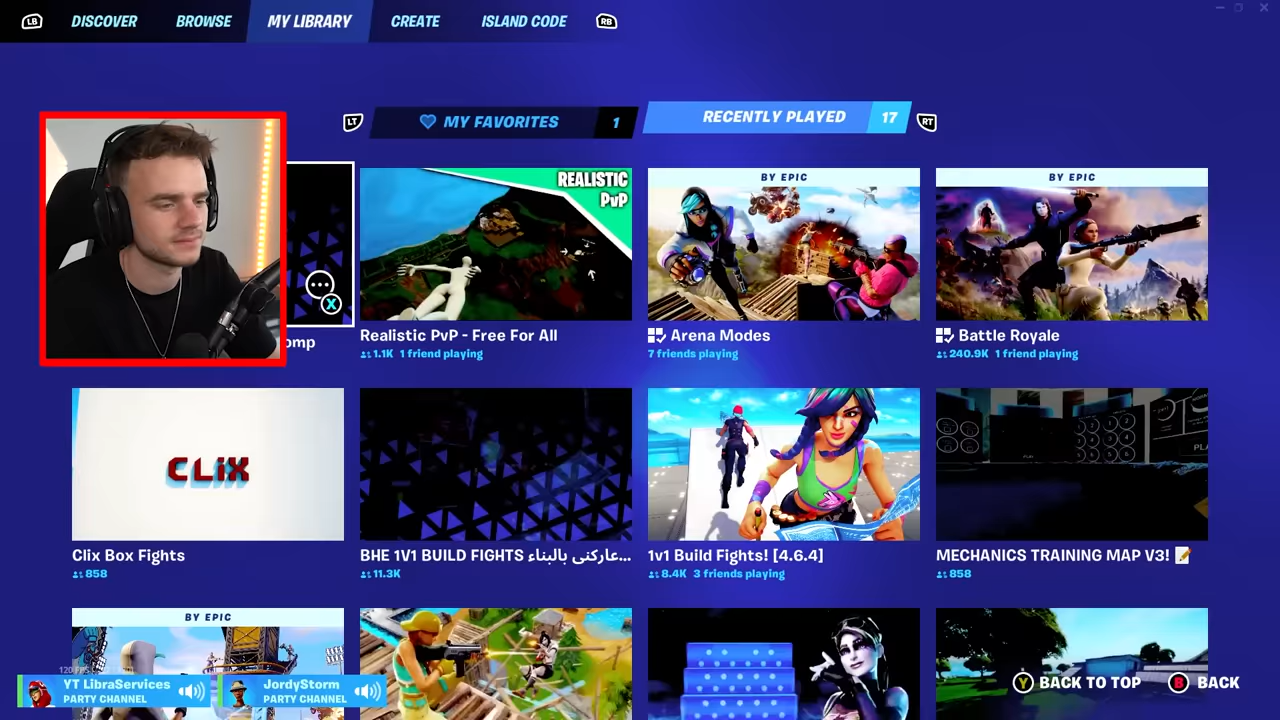 LB DISCOVER BROWSE MY LIBRARY CREATE ISLAND CODE RB
LT MY FAVORITES 1 RECENTLY PLAYED 17 RT
REALISTIC
PvP
BY EPIC
BY EPIC
X
omp
Realistic PvP - Free For All
1.1K 1 friend playing
Arena Modes
7 friends playing
Battle Royale
240.9K 1 friend playing
CLiX
Clix Box Fights
858
BHE 1V1 BUILD FIGHTS عاركني بالبناء...
11.3K
1v1 Build Fights! [4.6.4]
8.4K 3 friends playing
MECHANICS TRAINING MAP V3! 📝
858
BY EPIC
120 FPS
YT LibraServices
PARTY CHANNEL
JordyStorm
PARTY CHANNEL
Y BACK TO TOP B BACK